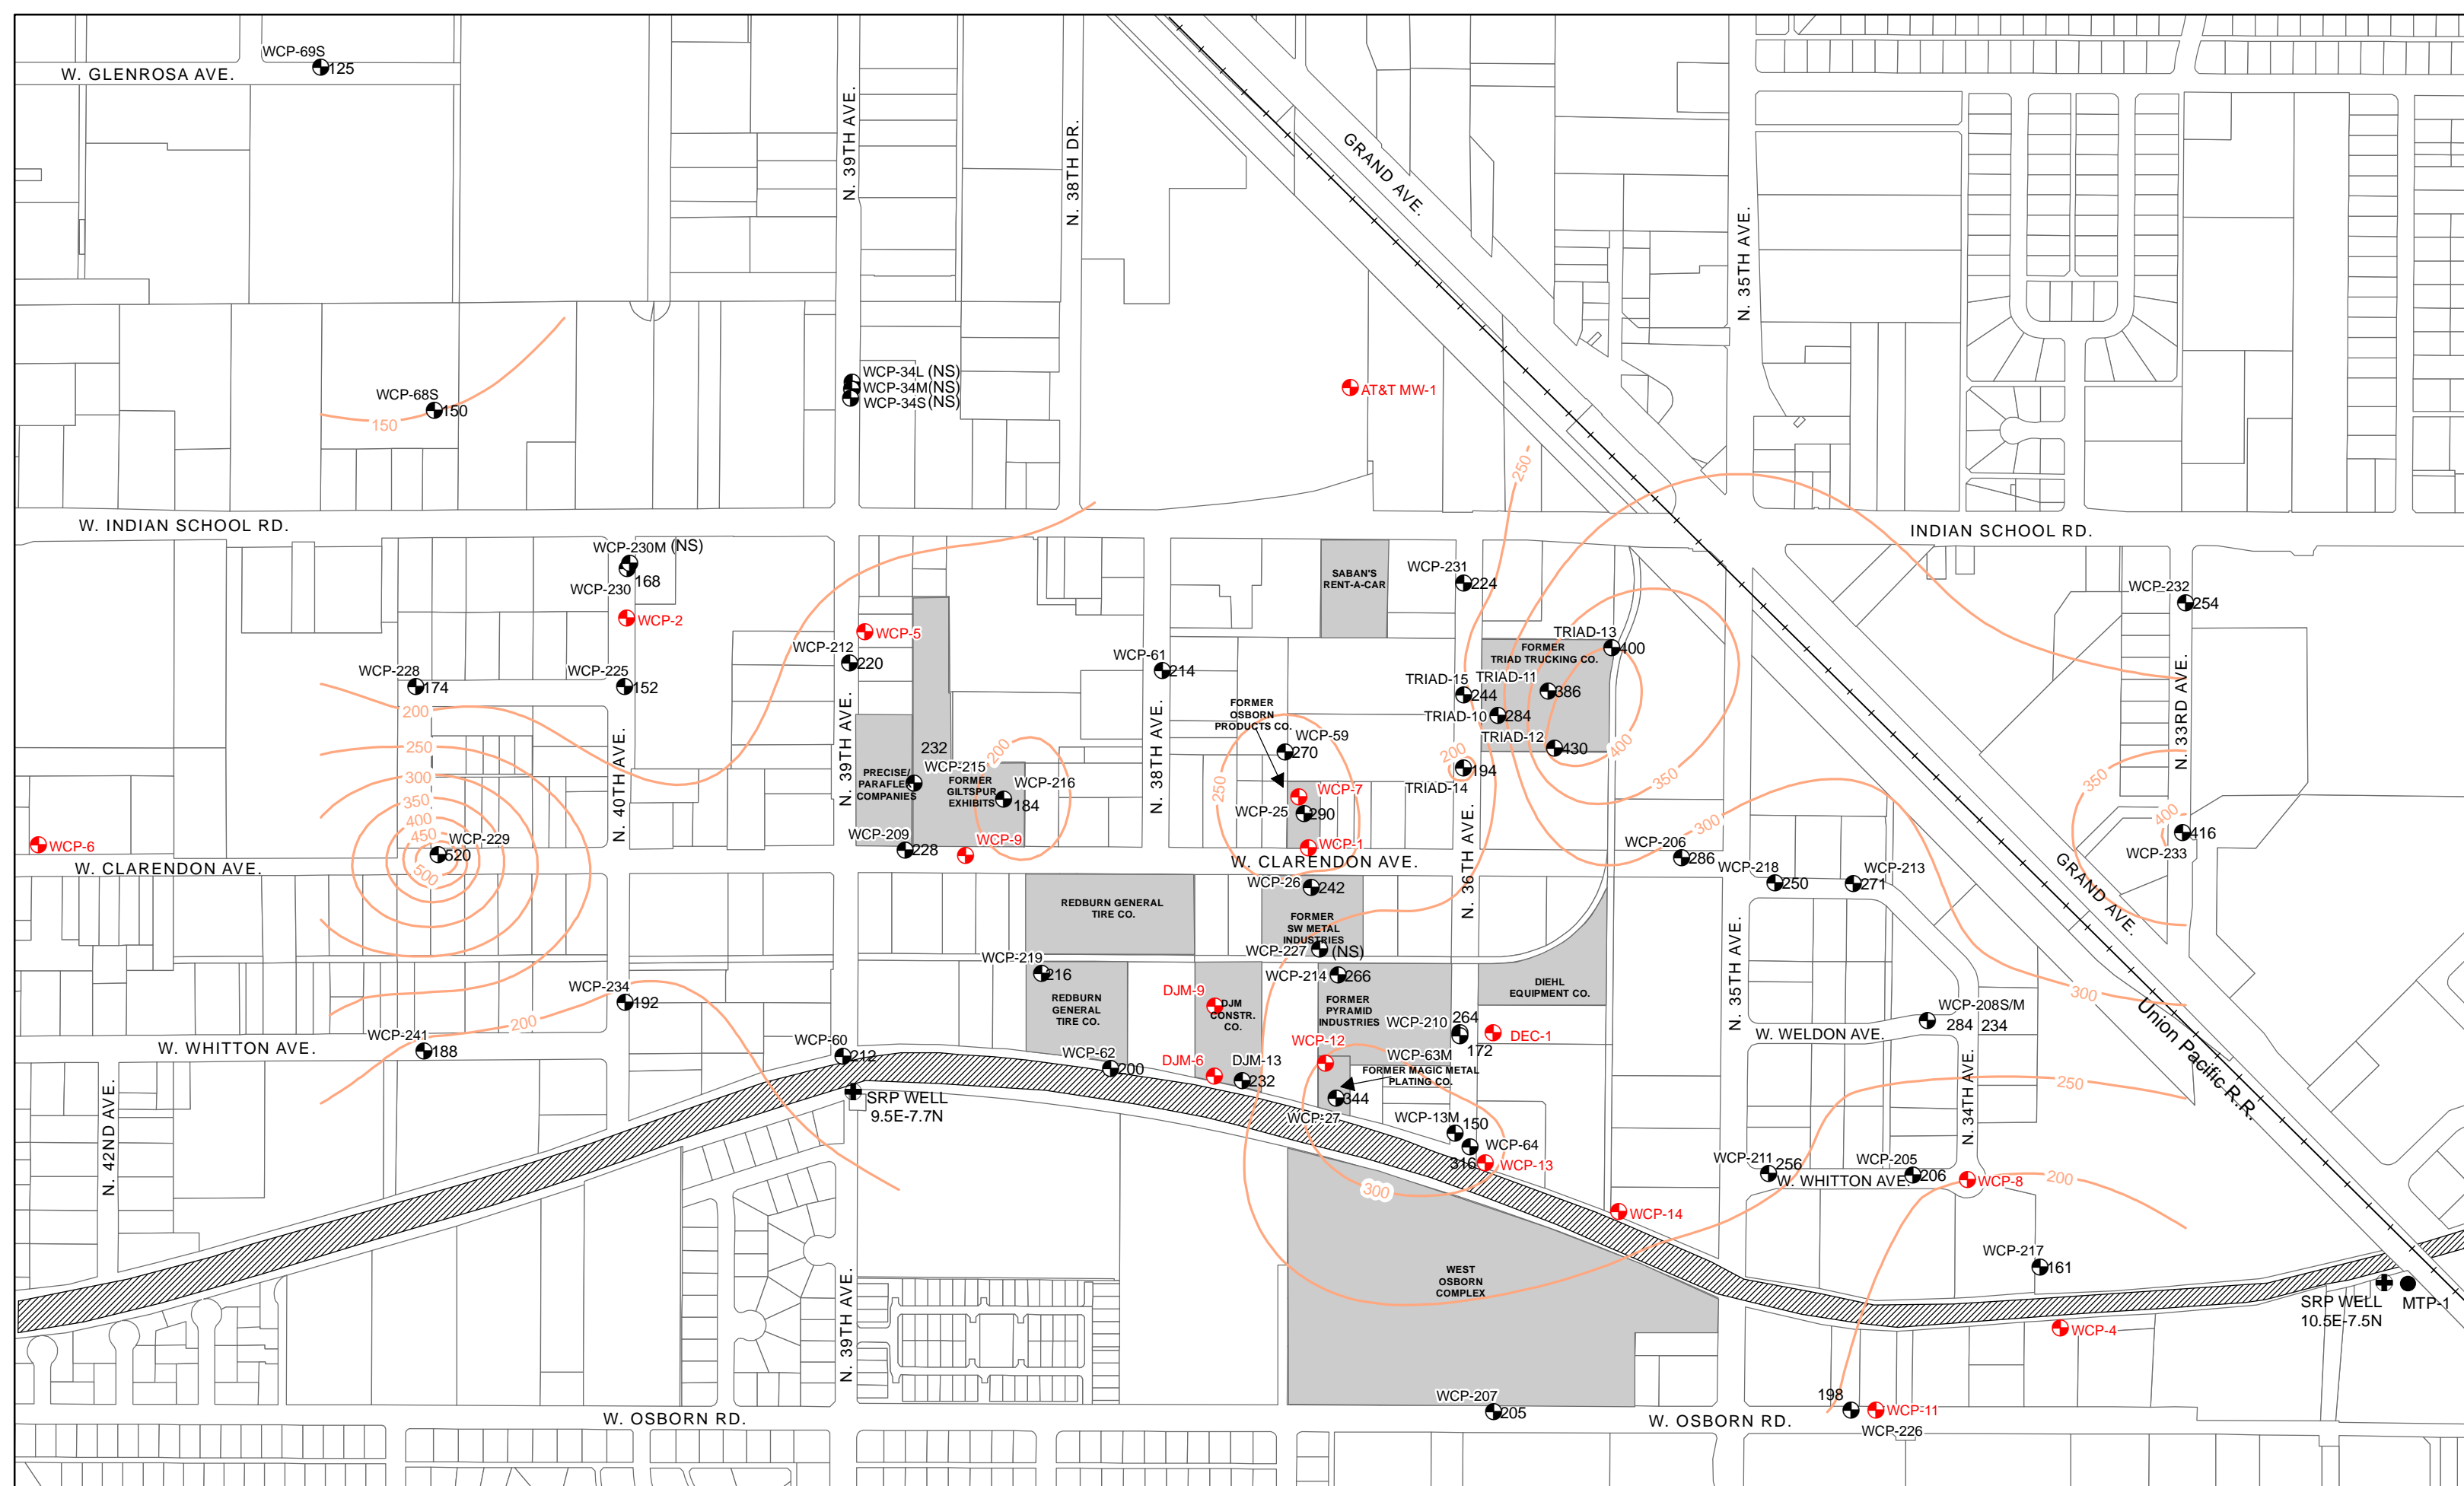 WCP-69S
125
W. GLENROSA AVE.
N. 39TH AVE.
N. 38TH DR.
GRAND AVE.
N. 35TH AVE.
WCP-68S
150
150
WCP-34L (NS)
WCP-34M(NS)
WCP-34S(NS)
AT&T MW-1
250
W. INDIAN SCHOOL RD.
INDIAN SCHOOL RD.
WCP-230M (NS)
168
WCP-230
WCP-2
WCP-5
SABAN'S
RENT-A-CAR
WCP-231
224
WCP-232
254
WCP-212
220
WCP-61
214
TRIAD-13
400
FORMER
TRIAD TRUCKING CO.
WCP-228
174
WCP-225
152
TRIAD-15
244
TRIAD-11
386
TRIAD-10
284
TRIAD-12
430
200
194
TRIAD-14
400
350
300
FORMER
OSBORN
PRODUCTS CO.
WCP-59
270
250
WCP-7
WCP-25
290
WCP-1
N. 33RD AVE.
350
400
416
WCP-233
200
250
300
350
400
450
500
WCP-229
520
N. 40TH AVE.
N. 39TH AVE.
232
WCP-215
PRECISE/
PARAFLEX
COMPANIES
FORMER
GILTSPUR
EXHIBITS
200
WCP-216
184
N. 38TH AVE.
WCP-209
228
WCP-9
N. 36TH AVE.
WCP-206
286
WCP-218
250
WCP-213
271
GRAND AVE.
WCP-6
W. CLARENDON AVE.
W. CLARENDON AVE.
WCP-26
242
REDBURN GENERAL
TIRE CO.
FORMER
SW METAL
INDUSTRIES
WCP-227
(NS)
WCP-219
216
WCP-214
266
WCP-234
192
REDBURN
GENERAL
TIRE CO.
DJM-9
DJM
CONSTR.
CO.
FORMER
PYRAMID
INDUSTRIES
DIEHL
EQUIPMENT CO.
N. 35TH AVE.
300
WCP-208S/M
284
234
W. WELDON AVE.
Union Pacific R.R.
WCP-210
264
172
DEC-1
WCP-12
WCP-63M
FORMER MAGIC METAL
PLATING CO.
200
WCP-241
188
W. WHITTON AVE.
WCP-60
212
WCP-62
200
DJM-6
DJM-13
232
344
WCP-27
WCP-13M
150
WCP-64
316
WCP-13
250
N. 34TH AVE.
N. 42ND AVE.
SRP WELL
9.5E-7.7N
300
WCP-211
256
WCP-205
206
W. WHITTON AVE.
WCP-8
200
WCP-14
WCP-217
161
WEST
OSBORN
COMPLEX
N. 39TH AVE.
SRP WELL
10.5E-7.5N
MTP-1
WCP-4
WCP-207
205
198
WCP-11
WCP-226
W. OSBORN RD.
W. OSBORN RD.